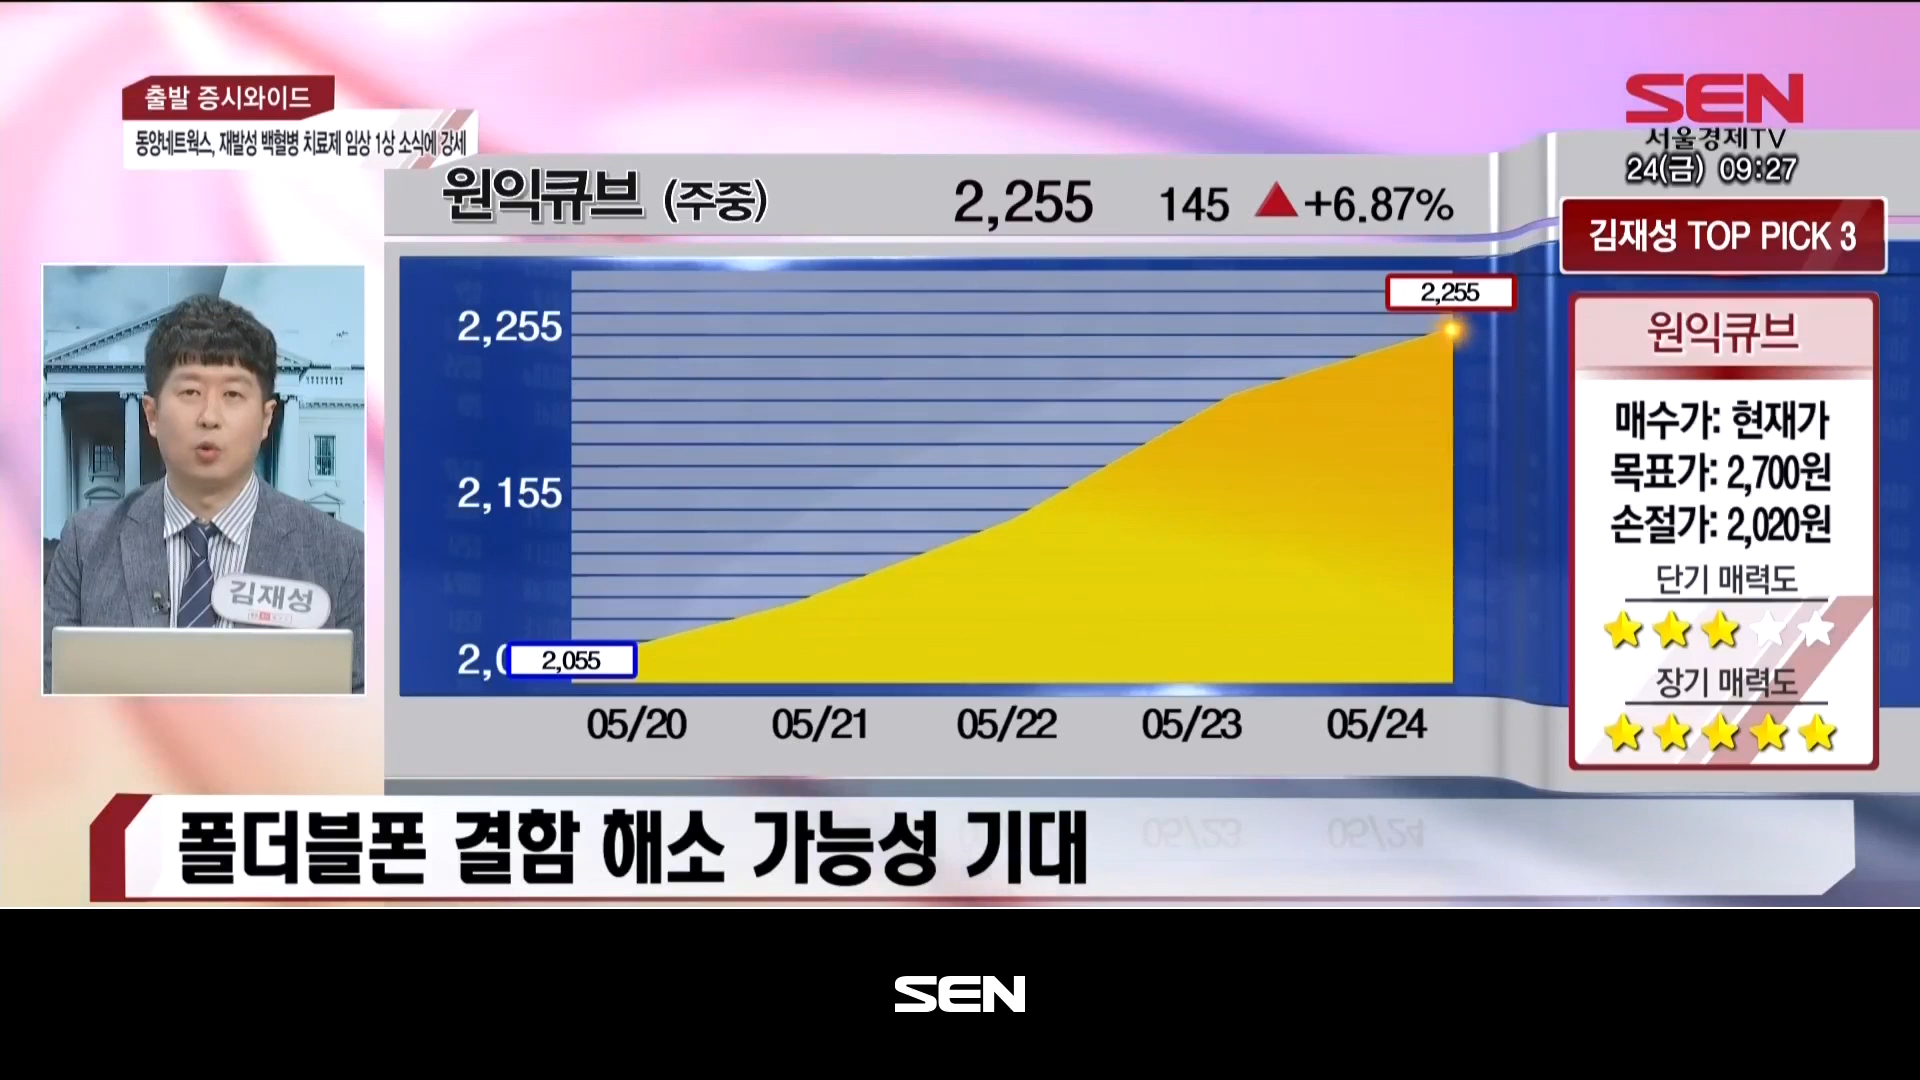 출발 증시와이드
동양네트웍스, 재발성 백혈병 치료제 임상 1상 소식에 강세
SEN
서울경제TV
24(금) 09:27
원익큐브 (주중) 2,255 145 ▲+6.87%
김재성 TOP PICK 3
2,255
2,255
2,155
2,0
2,055
05/20 05/21 05/22 05/23 05/24
원익큐브
매수가: 현재가
목표가: 2,700원
손절가: 2,020원
단기 매력도
장기 매력도
김재성
폴더블폰 결함 해소 가능성 기대
05/23 05/24
SEN